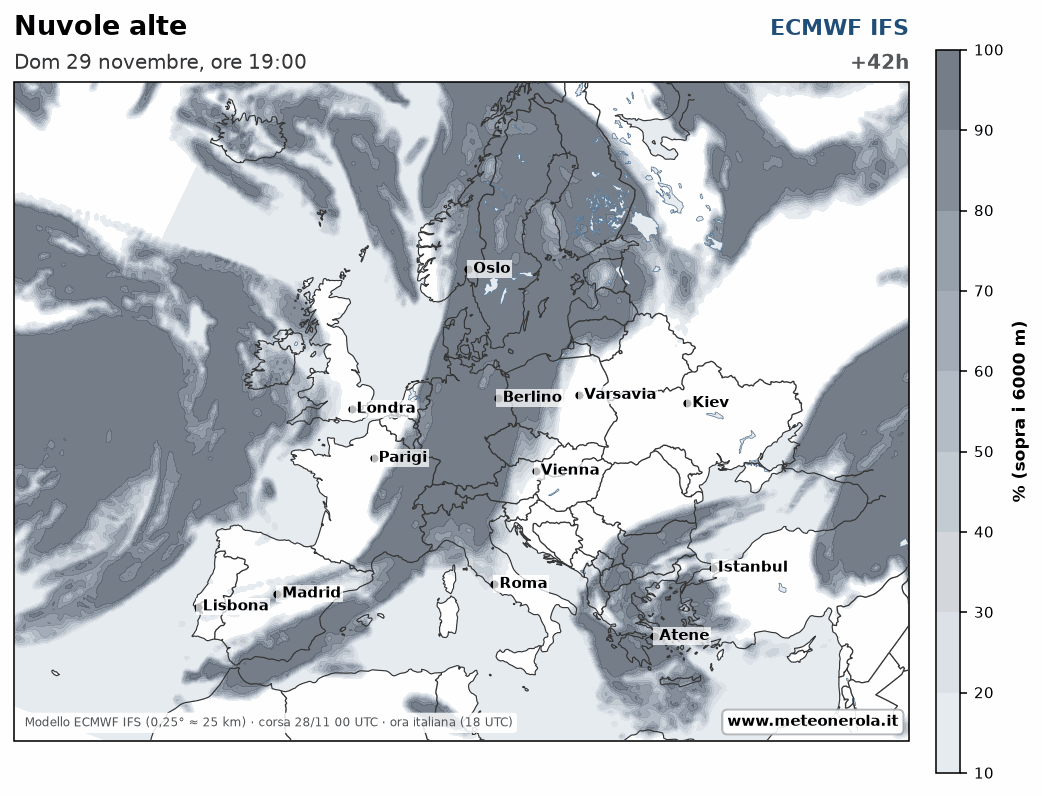 Nuvole alte
ECMWF IFS
Dom 29 novembre, ore 19:00
+42h
100
90
80
70
60
50
40
30
20
10
% (sopra i 6000 m)
Oslo
Londra
Berlino
Varsavia
Kiev
Parigi
Vienna
Istanbul
Roma
Madrid
Lisbona
Atene
Modello ECMWF IFS (0,25° ≈ 25 km) · corsa 28/11 00 UTC · ora italiana (18 UTC)
www.meteonerola.it